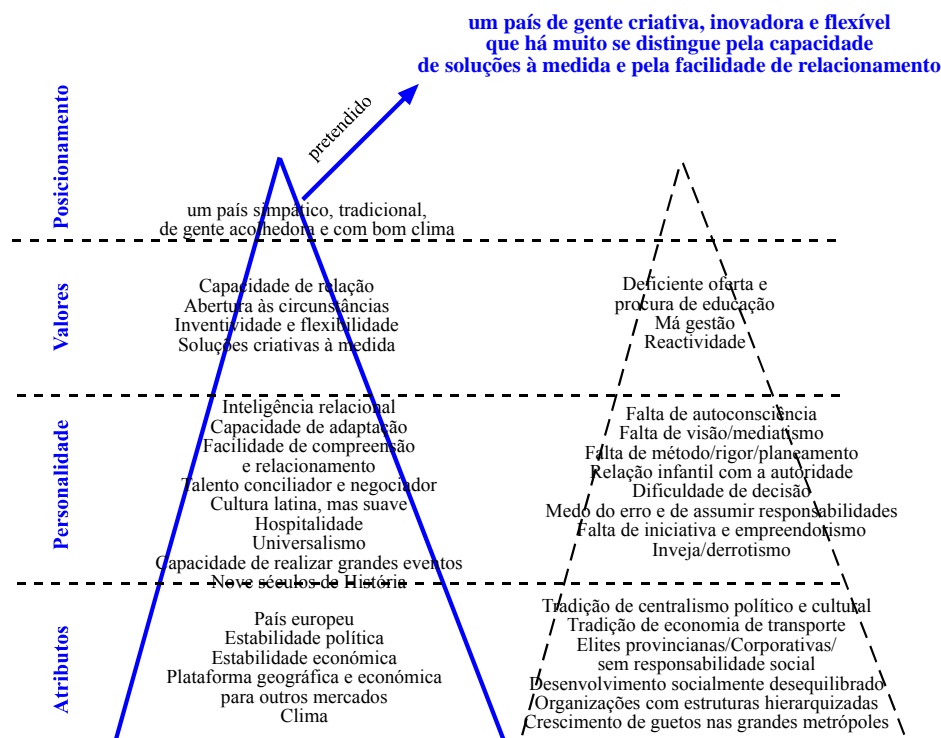 um país de gente criativa, inovadora e flexível
que há muito se distingue pela capacidade
de soluções à medida e pela facilidade de relacionamento
pretendido
Posicionamento
um país simpático, tradicional,
de gente acolhedora e com bom clima
Valores
Capacidade de relação
Abertura às circunstâncias
Inventividade e flexibilidade
Soluções criativas à medida
Deficiente oferta e
procura de educação
Má gestão
Reactividade
Personalidade
Inteligência relacional
Capacidade de adaptação
Facilidade de compreensão
e relacionamento
Talento conciliador e negociador
Cultura latina, mas suave
Hospitalidade
Universalismo
Capacidade de realizar grandes eventos
Nove séculos de História
Falta de autoconsciência
Falta de visão/mediatismo
Falta de método/rigor/planeamento
Relação infantil com a autoridade
Dificuldade de decisão
Medo do erro e de assumir responsabilidades
Falta de iniciativa e empreendorismo
Inveja/derrotismo
Atributos
País europeu
Estabilidade política
Estabilidade económica
Plataforma geográfica e económica
para outros mercados
Clima
Tradição de centralismo político e cultural
Tradição de economia de transporte
Elites provincianas/Corporativas/
sem responsabilidade social
Desenvolvimento socialmente desequilibrado
Organizações com estruturas hierarquizadas
Crescimento de guetos nas grandes metrópoles